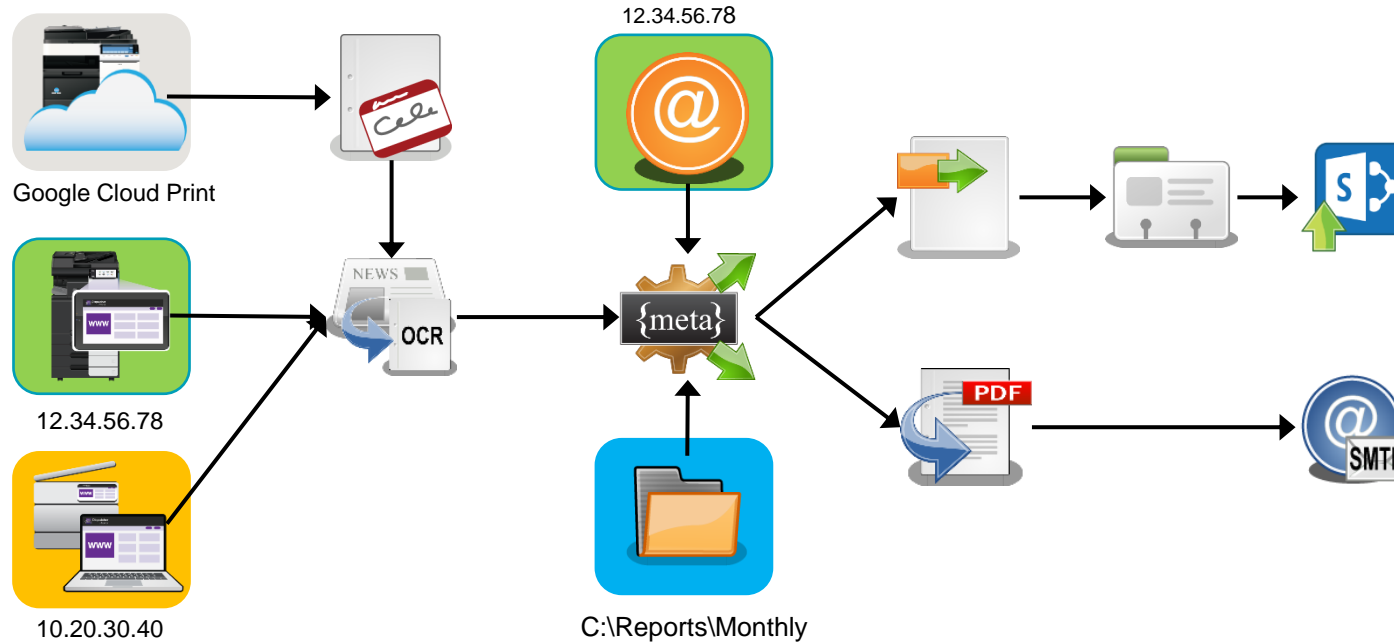 12.34.56.78
Google Cloud Print
NEWS
OCR
{meta}
S
www
12.34.56.78
PDF
@
SMT
www
10.20.30.40
C:\Reports\Monthly
@